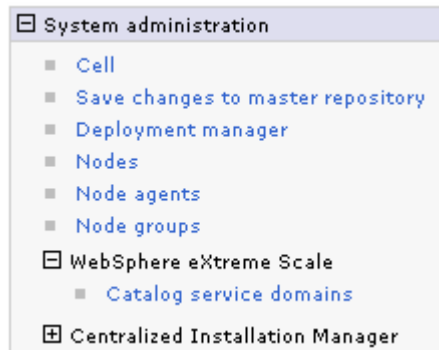 System administration
Cell
Save changes to master repository
Deployment manager
Nodes
Node agents
Node groups
WebSphere eXtreme Scale
Catalog service domains
Centralized Installation Manager